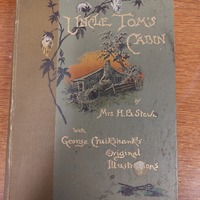 UNCLE TOM'S
CABIN
by
Mrs H.B. Stowe
with
George Cruikshank's
Original
Illustrations